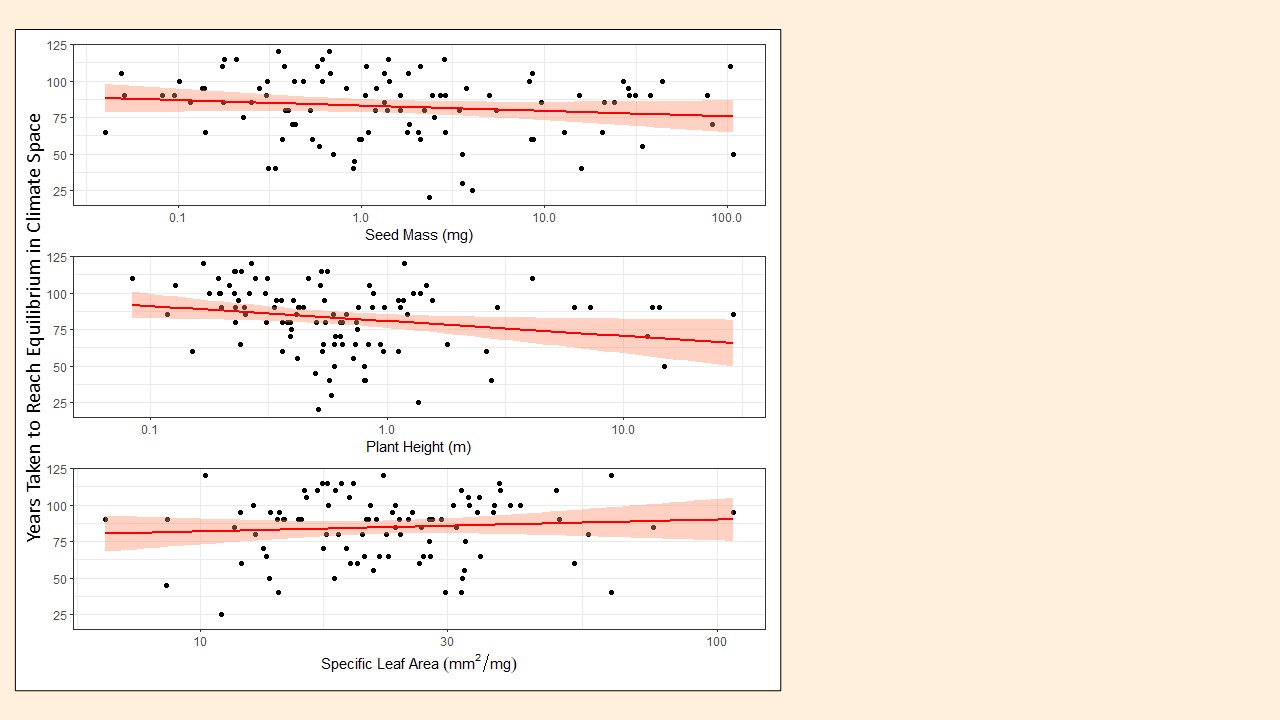 Years Taken to Reach Equilibrium in Climate Space
125
100
75
50
25
0.1 1.0 10.0 100.0
Seed Mass (mg)
125
100
75
50
25
0.1 1.0 10.0
Plant Height (m)
125
100
75
50
25
10 30 100
Specific Leaf Area (mm²/mg)